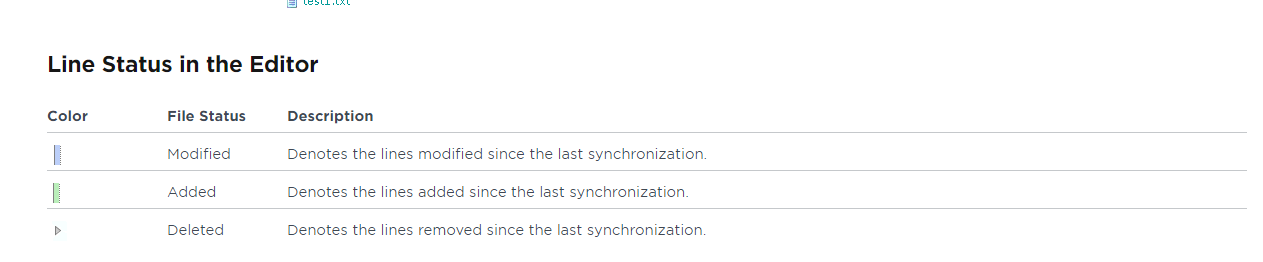 test1.txt
Line Status in the Editor
Color File Status Description
Modified Denotes the lines modified since the last synchronization.
Added Denotes the lines added since the last synchronization.
Deleted Denotes the lines removed since the last synchronization.